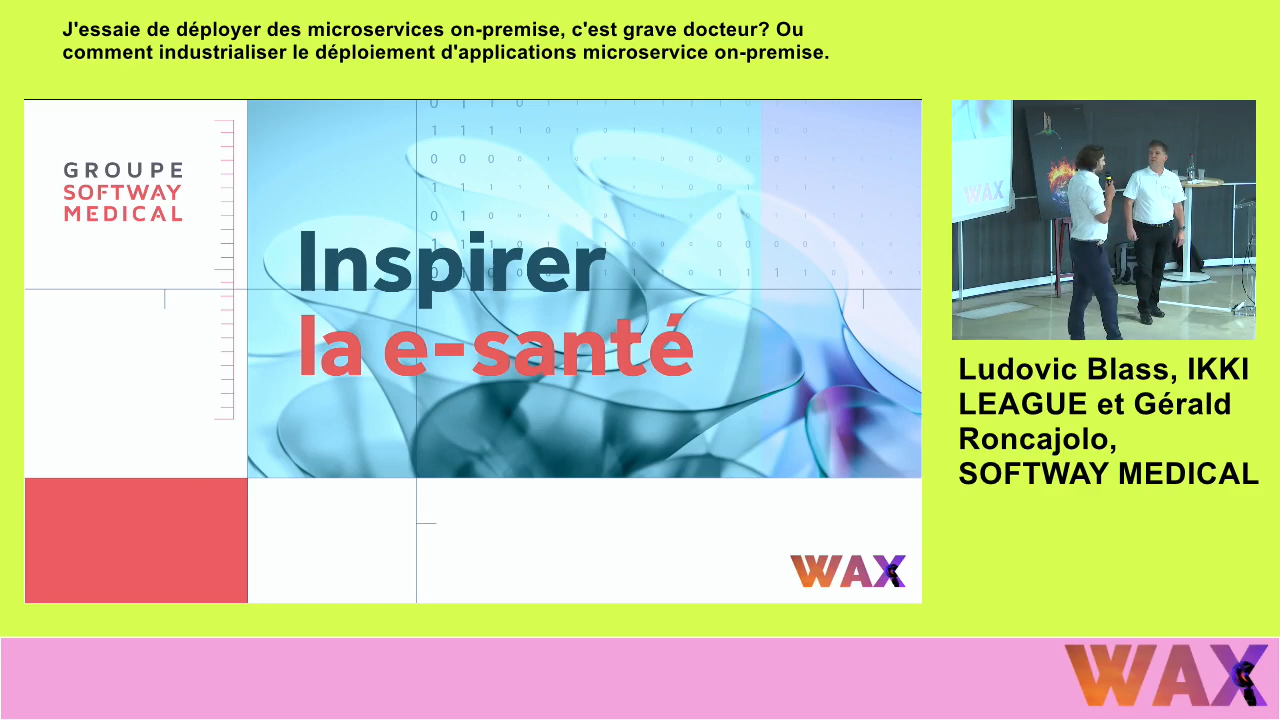 J'essaie de déployer des microservices on-premise, c'est grave docteur? Ou
comment industrialiser le déploiement d'applications microservice on-premise.
GROUPE
SOFTWAY
MEDICAL
Inspirer
la e-santé
WAX
WAX
Ludovic Blass, IKKI
LEAGUE et Gérald
Roncajolo,
SOFTWAY MEDICAL
WAX